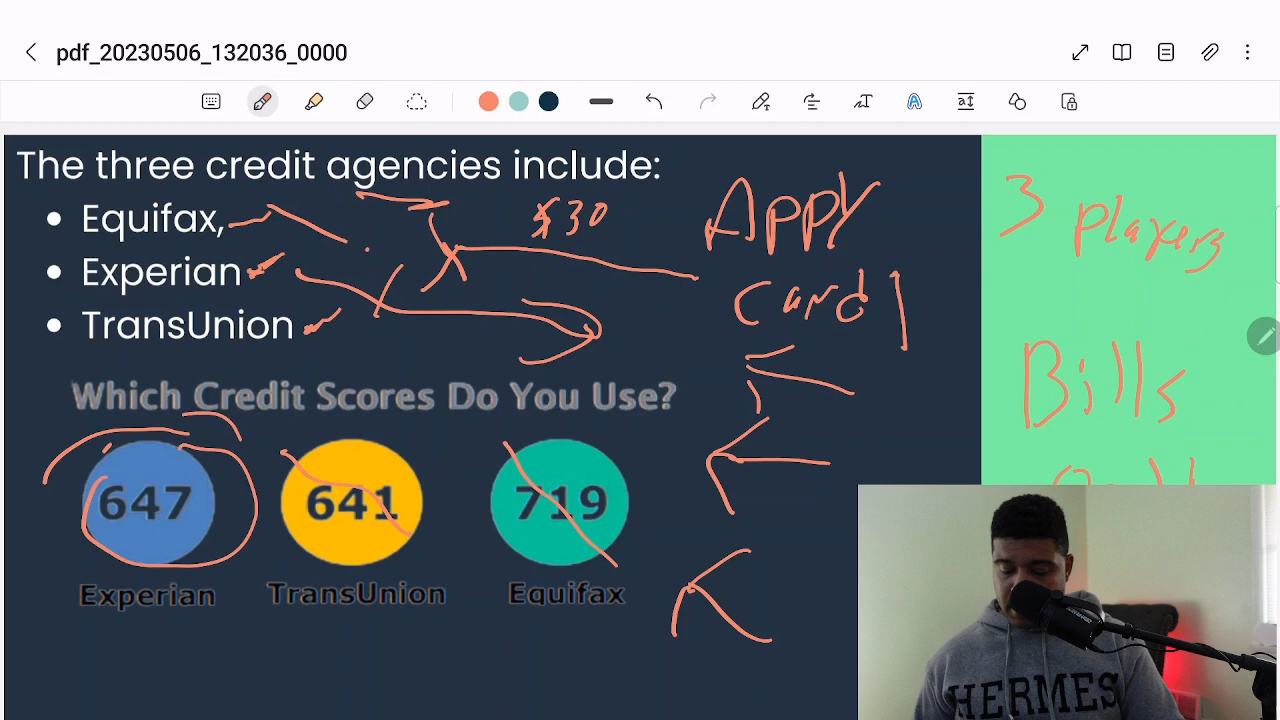 pdf_20230506_132036_0000
The three credit agencies include:
Equifax,
Experian
TransUnion
$30
Apply
Card
3 Players
Bills
Which Credit Scores Do You Use?
647
641
719
Experian
TransUnion
Equifax
HERMES